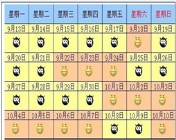 星期一 星期二 星期三 星期四 星期五 星期六 星期日
9月13日 9月14日 9月15日 9月16日 9月17日 9月18日 9月19日
9月20日 9月21日 9月22日 9月23日 9月24日 9月25日 9月26日
9月27日 9月28日 9月29日 9月30日 10月1日 10月2日 10月3日
10月4日 10月5日 10月6日 10月7日 10月8日 10月9日 10月10日